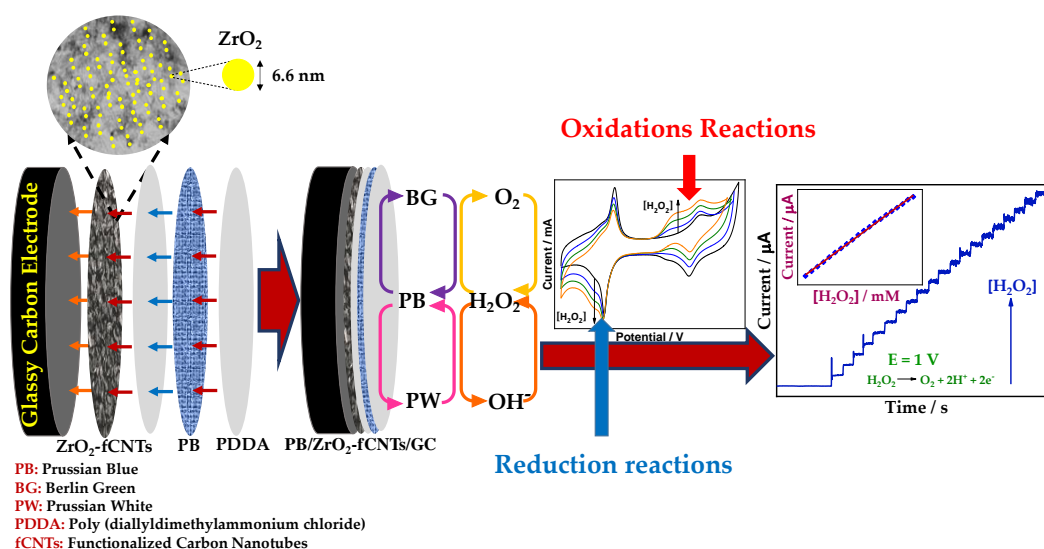 ZrO₂
6.6 nm
Glassy Carbon Electrode
ZrO₂-fCNTs
PB
PDDA
PB/ZrO₂-fCNTs/GC
BG
O₂
PB
H₂O₂
PW
OH⁻
Oxidations Reactions
[H₂O₂]
Current / mA
[H₂O₂]
Potential / V
Reduction reactions
Current / μA
Current / μA
[H₂O₂] / mM
[H₂O₂]
E = 1 V
H₂O₂ → O₂ + 2H⁺ + 2e⁻
Time / s
PB: Prussian Blue
BG: Berlin Green
PW: Prussian White
PDDA: Poly (diallyldimethylammonium chloride)
fCNTs: Functionalized Carbon Nanotubes